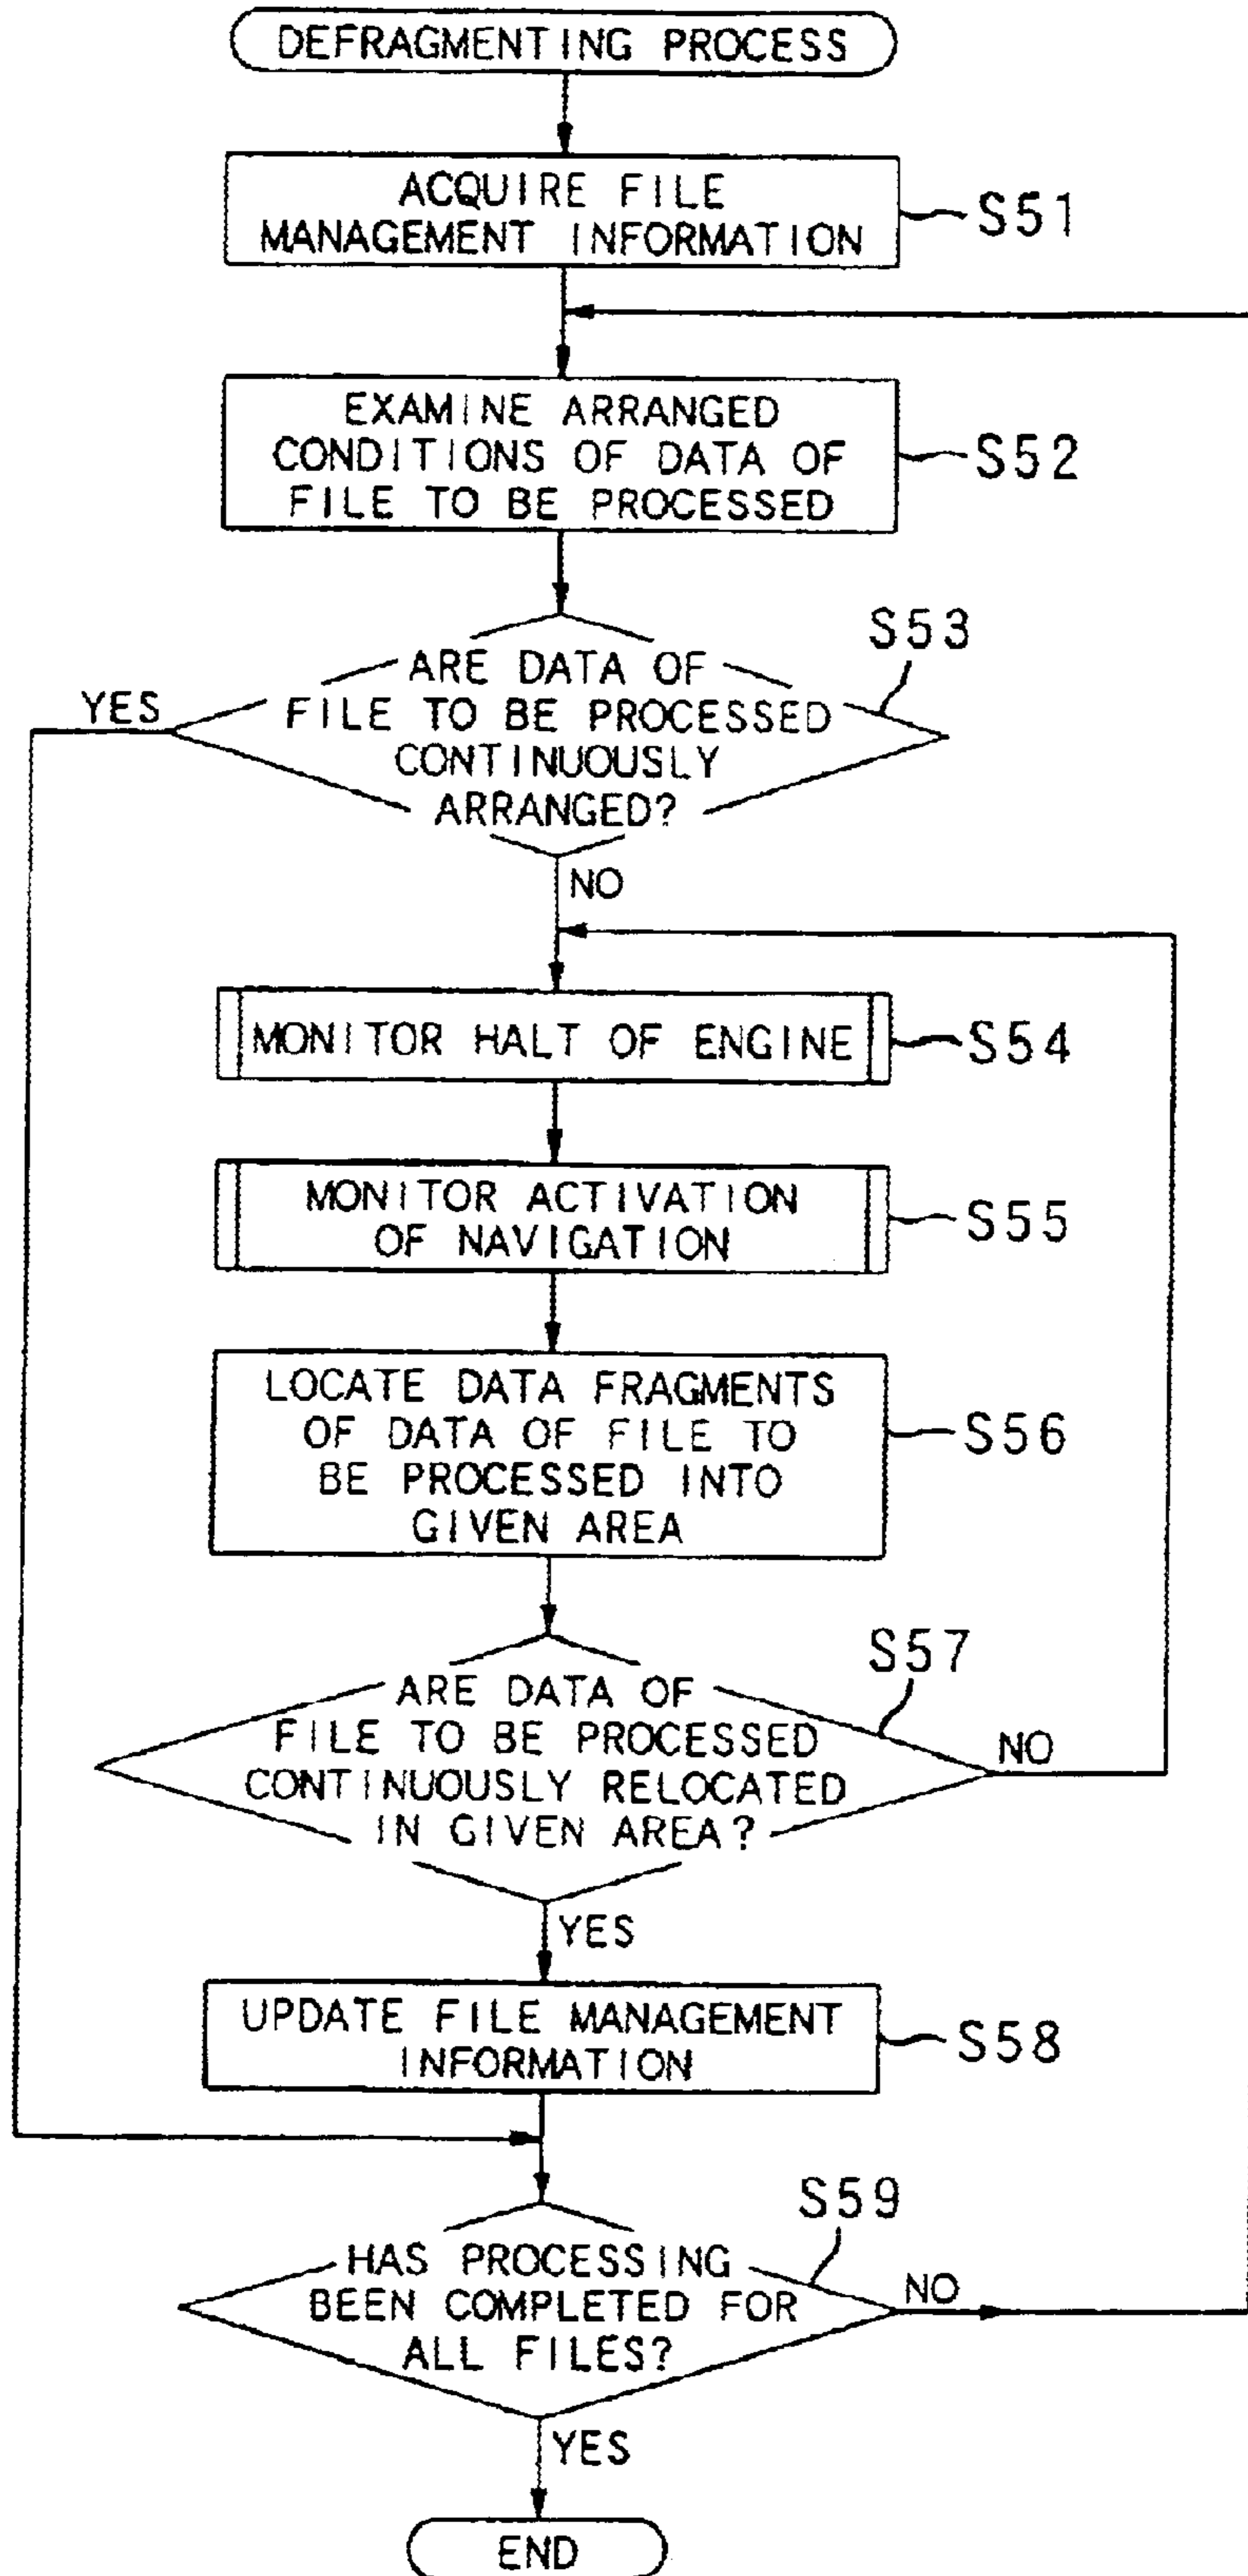 DEFRAGMENTING PROCESS
ACQUIRE FILE
MANAGEMENT INFORMATION
S51
EXAMINE ARRANGED
CONDITIONS OF DATA OF
FILE TO BE PROCESSED
S52
S53
ARE DATA OF
FILE TO BE PROCESSED
CONTINUOUSLY
ARRANGED?
YES
NO
MONITOR HALT OF ENGINE
S54
MONITOR ACTIVATION
OF NAVIGATION
S55
LOCATE DATA FRAGMENTS
OF DATA OF FILE TO
BE PROCESSED INTO
GIVEN AREA
S56
S57
ARE DATA OF
FILE TO BE PROCESSED
CONTINUOUSLY RELOCATED
IN GIVEN AREA?
NO
YES
UPDATE FILE MANAGEMENT
INFORMATION
S58
S59
HAS PROCESSING
BEEN COMPLETED FOR
ALL FILES?
NO
YES
END